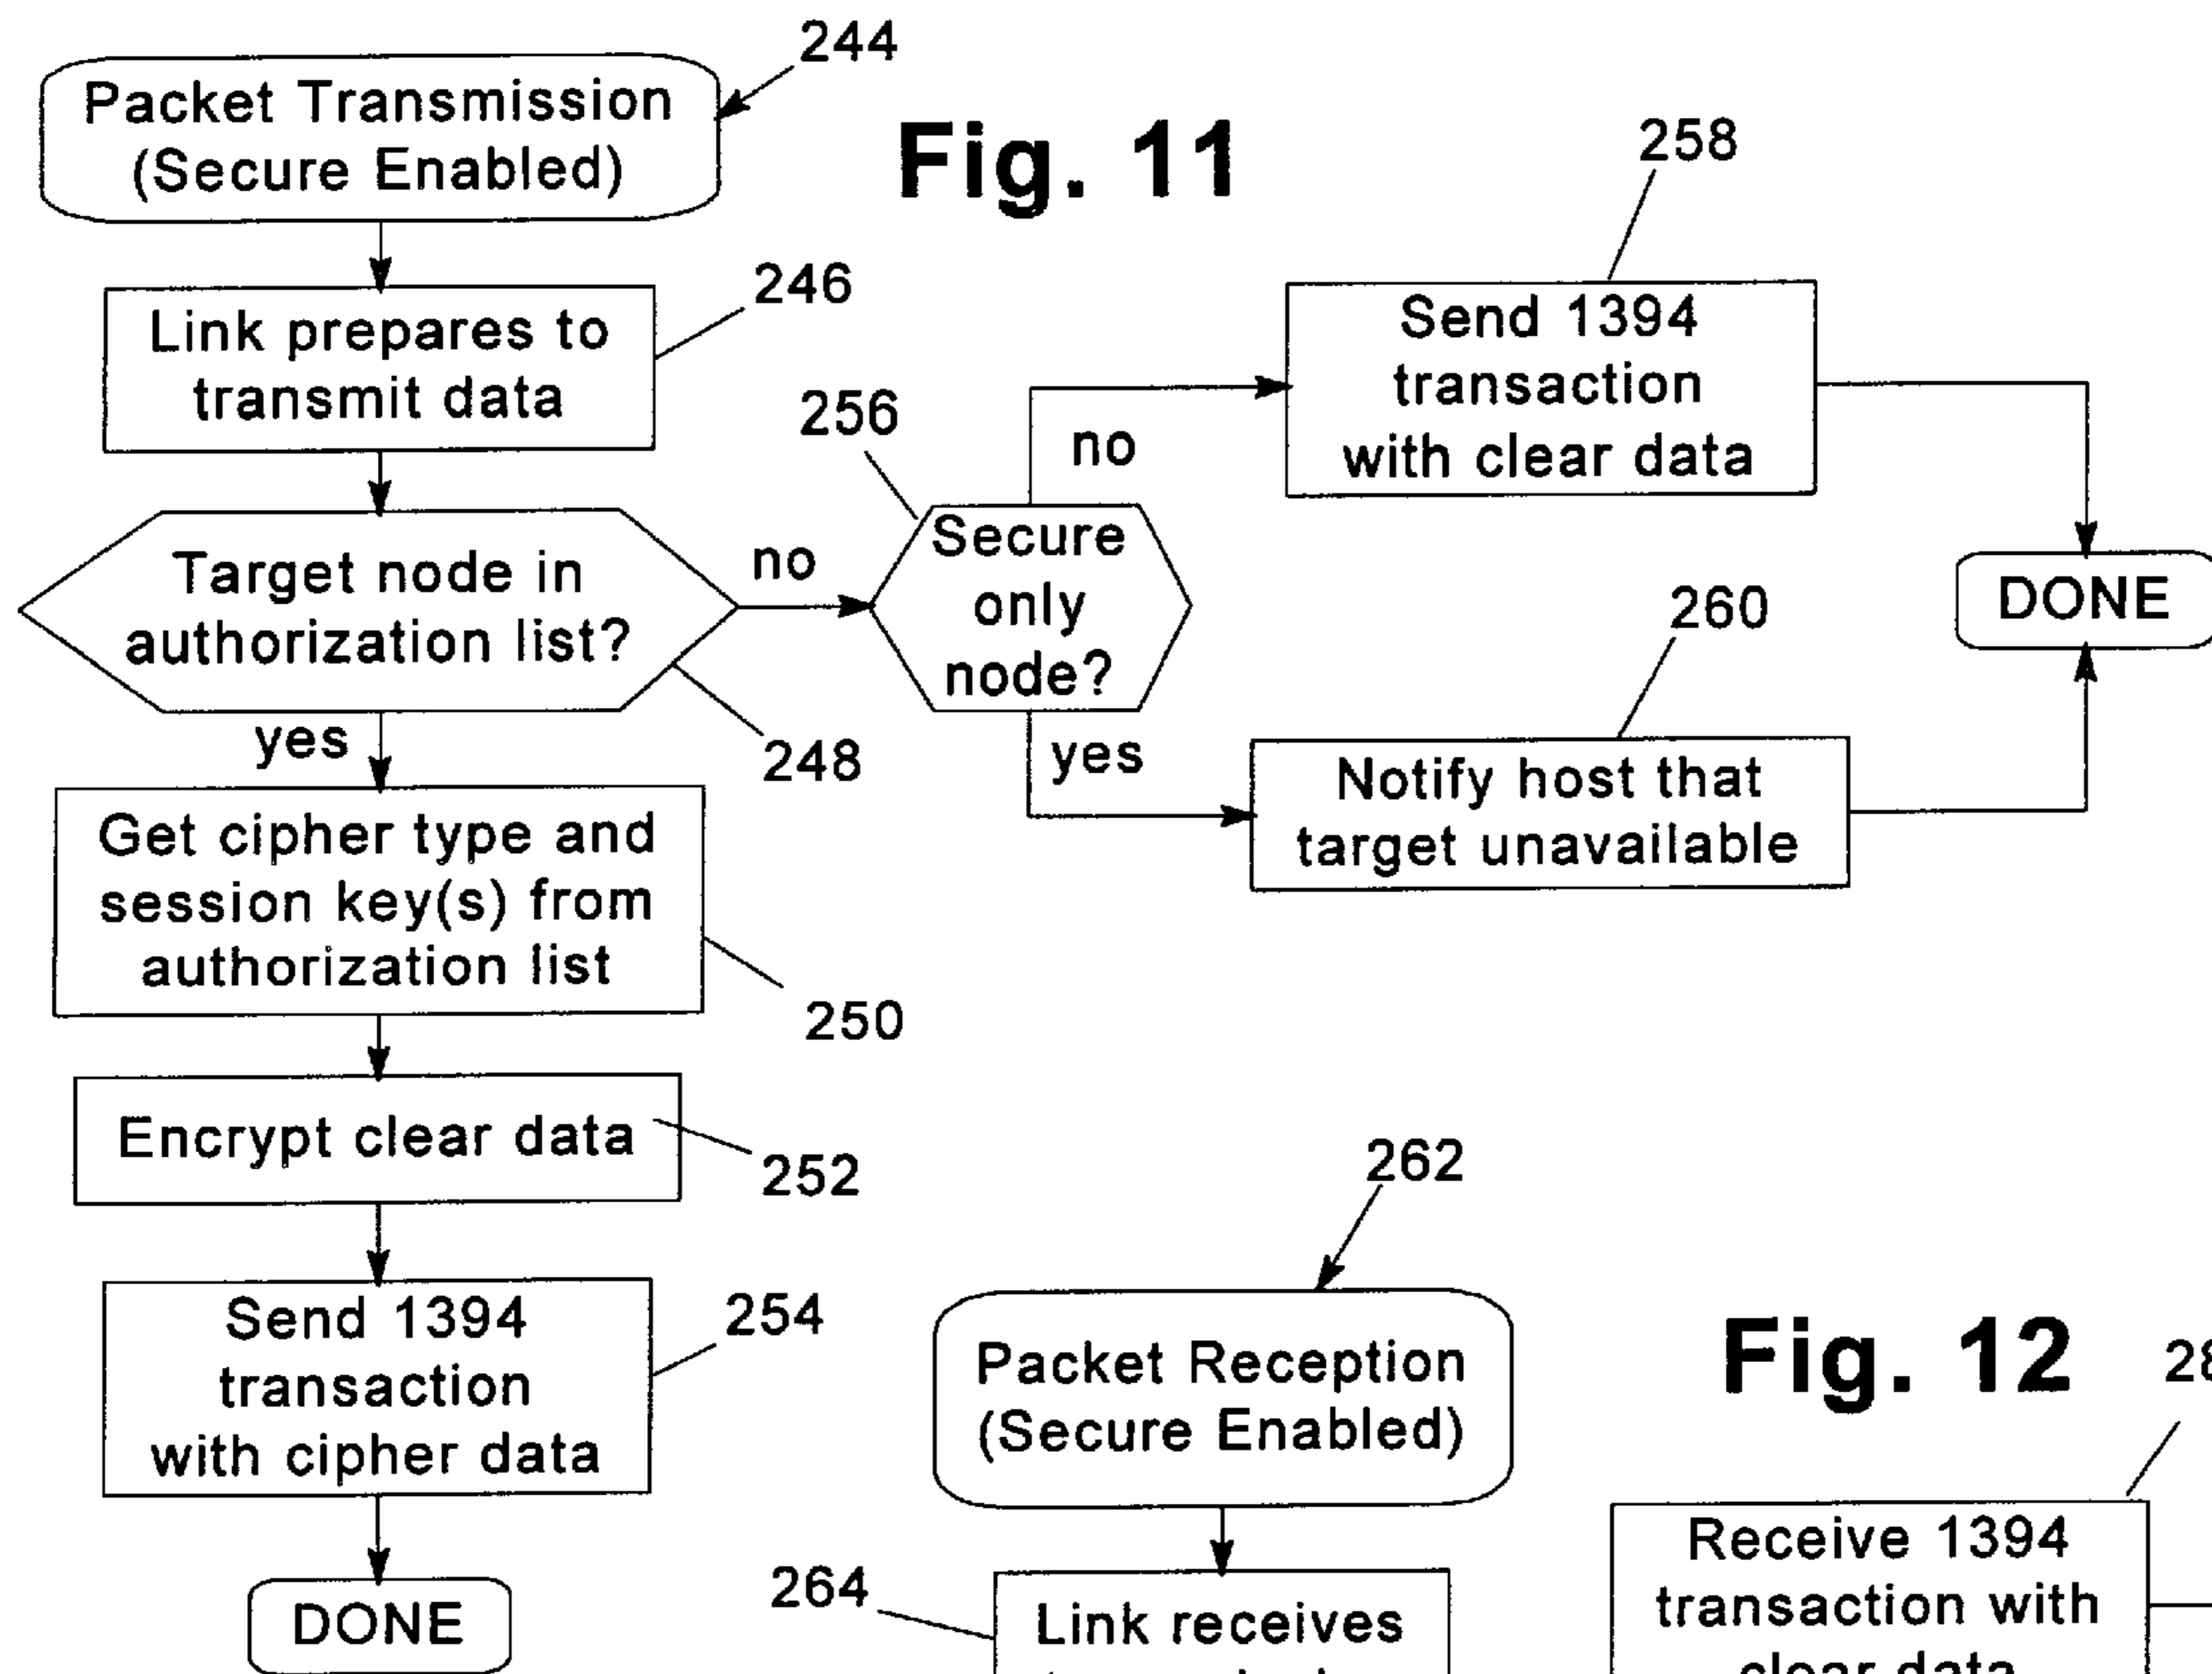 244
Packet Transmission
(Secure Enabled)
Fig. 11
246
Link prepares to
transmit data
Target node in
authorization list?
no
248
yes
Get cipher type and
session key(s) from
authorization list
250
Encrypt clear data
252
Send 1394
transaction
with cipher data
254
DONE
256
Secure
only
node?
no
258
Send 1394
transaction
with clear data
yes
260
Notify host that
target unavailable
DONE
262
Packet Reception
(Secure Enabled)
Fig. 12
264
Link receives
Receive 1394
transaction with
clear data